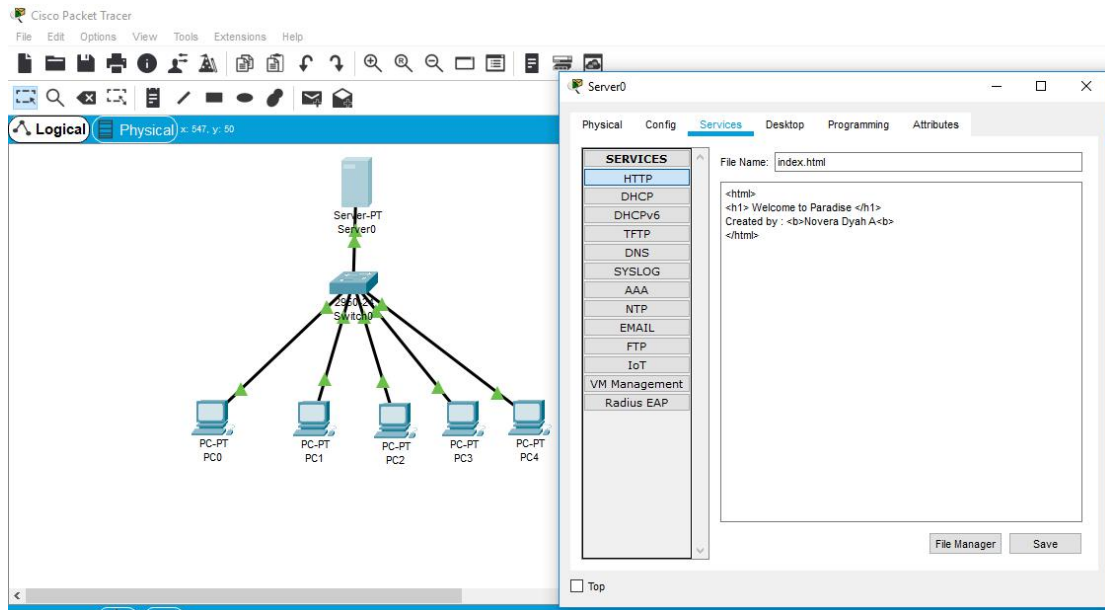 Cisco Packet Tracer
File Edit Options View Tools Extensions Help
Logical Physical x: 547, y: 50
Server-PT
Server0
2950-24
Switch0
PC-PT
PC0
PC-PT
PC1
PC-PT
PC2
PC-PT
PC3
PC-PT
PC4
Server0
Physical Config Services Desktop Programming Attributes
SERVICES
HTTP
DHCP
DHCPv6
TFTP
DNS
SYSLOG
AAA
NTP
EMAIL
FTP
IoT
VM Management
Radius EAP
File Name: index.html
<html>
<h1> Welcome to Paradise </h1>
Created by : <b>Novera Dyah A<b>
</html>
File Manager Save
Top